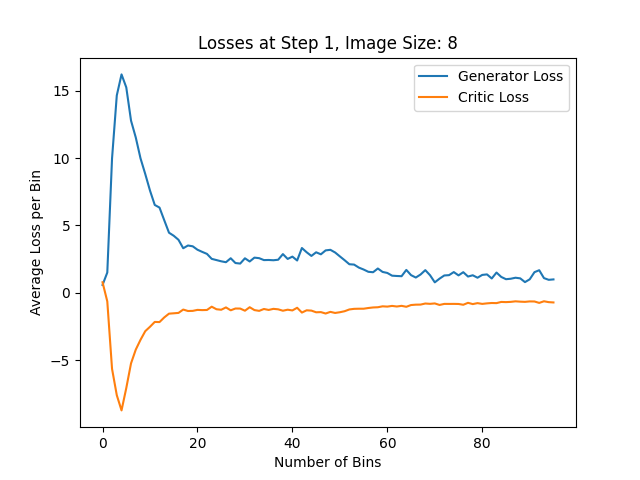 Losses at Step 1, Image Size: 8
Generator Loss
Critic Loss
Average Loss per Bin
15
10
5
0
−5
0
20
40
60
80
Number of Bins